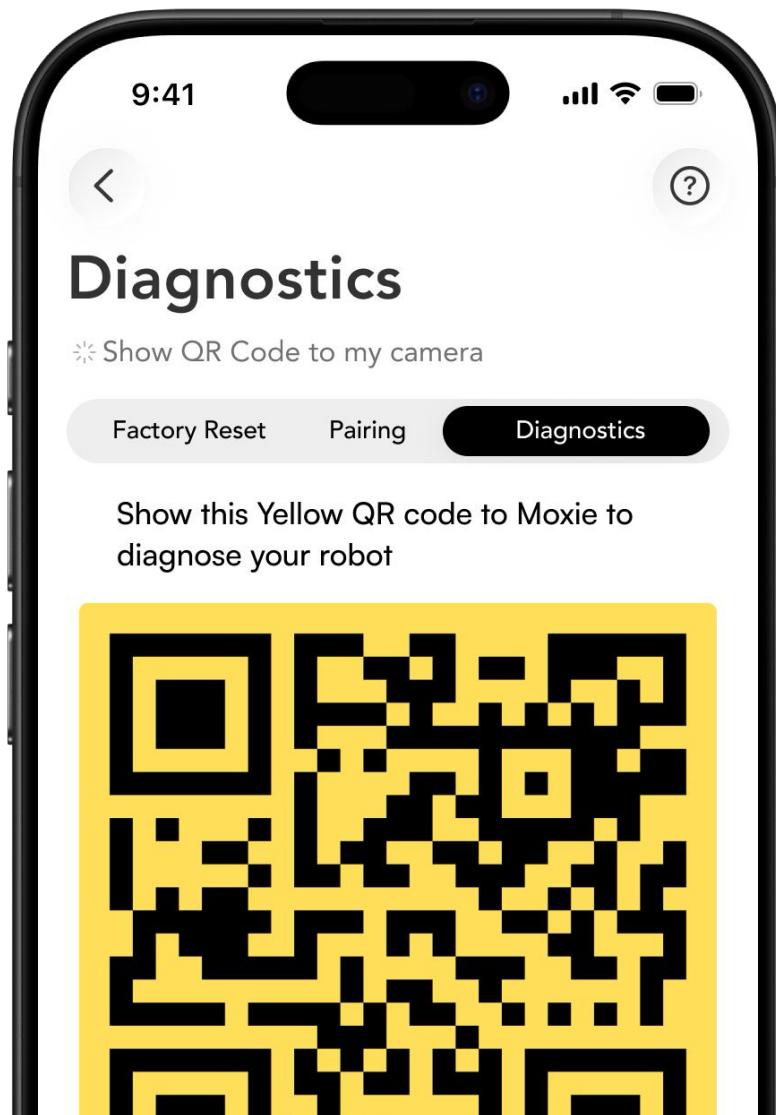 9:41
Diagnostics
Show QR Code to my camera
Factory Reset Pairing Diagnostics
Show this Yellow QR code to Moxie to
diagnose your robot